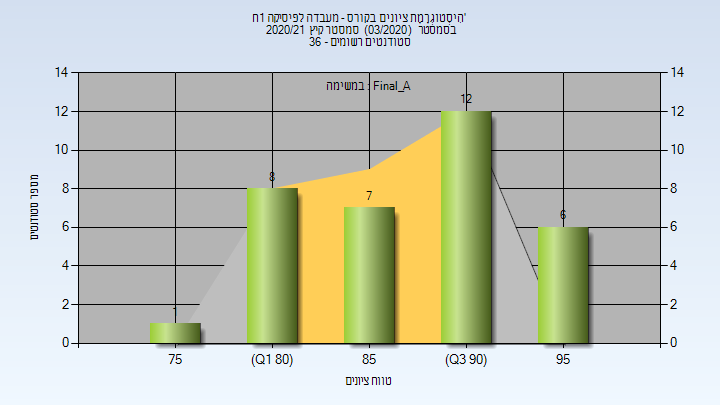 היסטוגרמת ציונים בקורס - מעבדה לפיסיקה 1ח'
בסמסטר (03/2020) סמסטר קיץ 2020/21
סטודנטים רשומים - 36
במשימה : Final_A
14 14
12 12
12
10 10
8 8
8
7
6 6
6
4 4
2 2
1
0 0
75 (Q1 80) 85 (Q3 90) 95
מספר סטודנטים
טווח ציונים